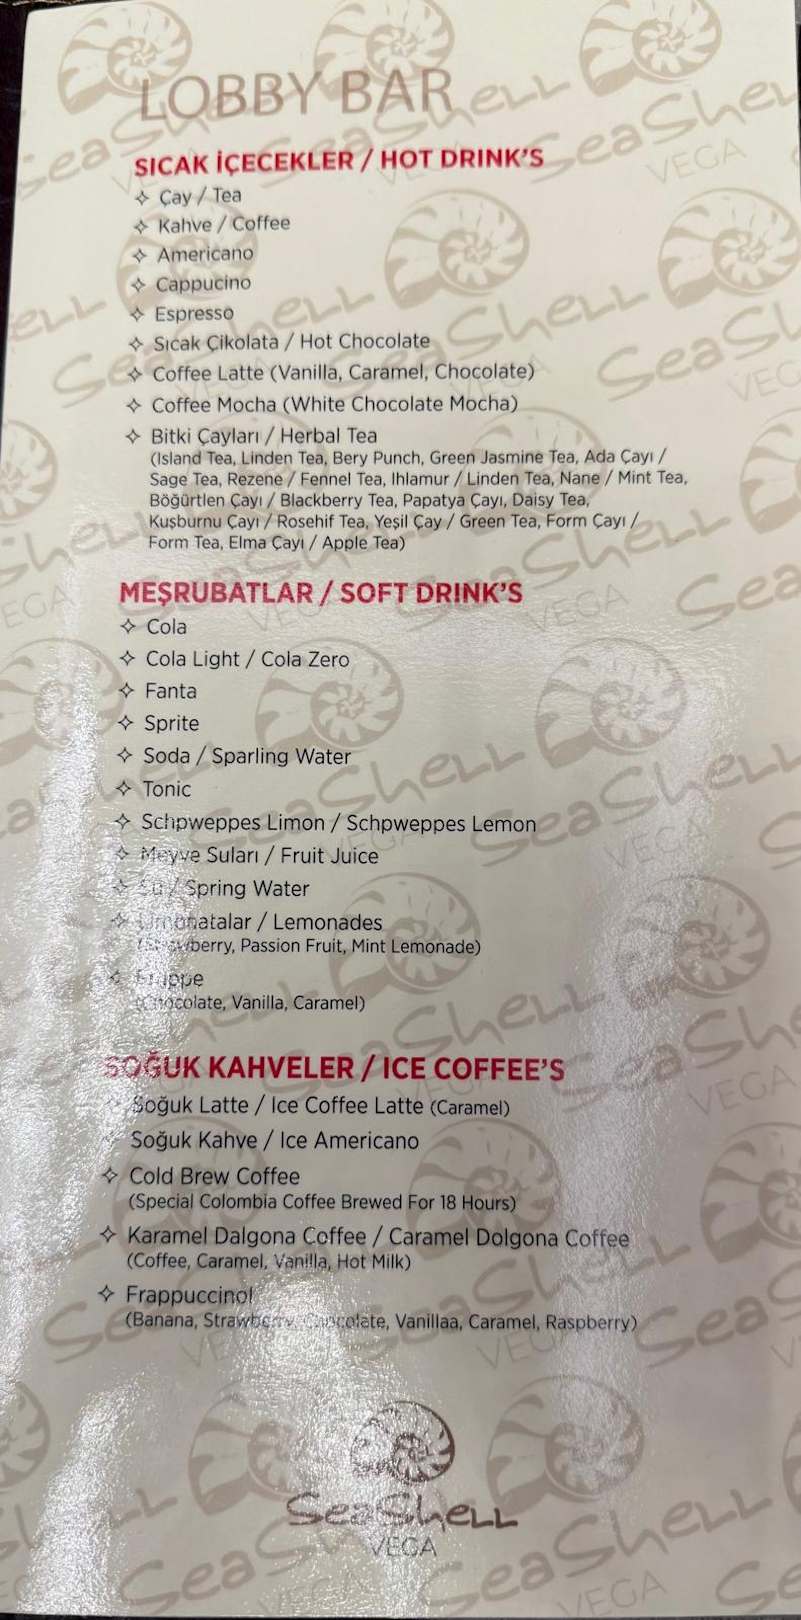 LOBBY BAR
SICAK İÇECEKLER / HOT DRINK'S
Çay / Tea
Kahve / Coffee
Americano
Cappucino
Espresso
Sıcak Çikolata / Hot Chocolate
Coffee Latte (Vanilla, Caramel, Chocolate)
Coffee Mocha (White Chocolate Mocha)
Bitki Çayları / Herbal Tea
(Island Tea, Linden Tea, Bery Punch, Green Jasmine Tea, Ada Çayı /
Sage Tea, Rezene / Fennel Tea, Ihlamur / Linden Tea, Nane / Mint Tea,
Böğürtlen Çayı / Blackberry Tea, Papatya Çayı, Daisy Tea,
Kuşburnu Çayı / Rosehif Tea, Yeşil Çay / Green Tea, Form Çayı /
Form Tea, Elma Çayı / Apple Tea)
MEŞRUBATLAR / SOFT DRINK'S
Cola
Cola Light / Cola Zero
Fanta
Sprite
Soda / Sparling Water
Tonic
Schpweppes Limon / Schpweppes Lemon
Meyve Suları / Fruit Juice
Su / Spring Water
Limonatalar / Lemonades
(Strawberry, Passion Fruit, Mint Lemonade)
Frappe
(Chocolate, Vanilla, Caramel)
SOĞUK KAHVELER / ICE COFFEE'S
Soğuk Latte / Ice Coffee Latte (Caramel)
Soğuk Kahve / Ice Americano
Cold Brew Coffee
(Special Colombia Coffee Brewed For 18 Hours)
Karamel Dalgona Coffee / Caramel Dolgona Coffee
(Coffee, Caramel, Vanilla, Hot Milk)
Frappuccino!
(Banana, Strawberry, Chocolate, Vanillaa, Caramel, Raspberry)
SeaShell
VEGA